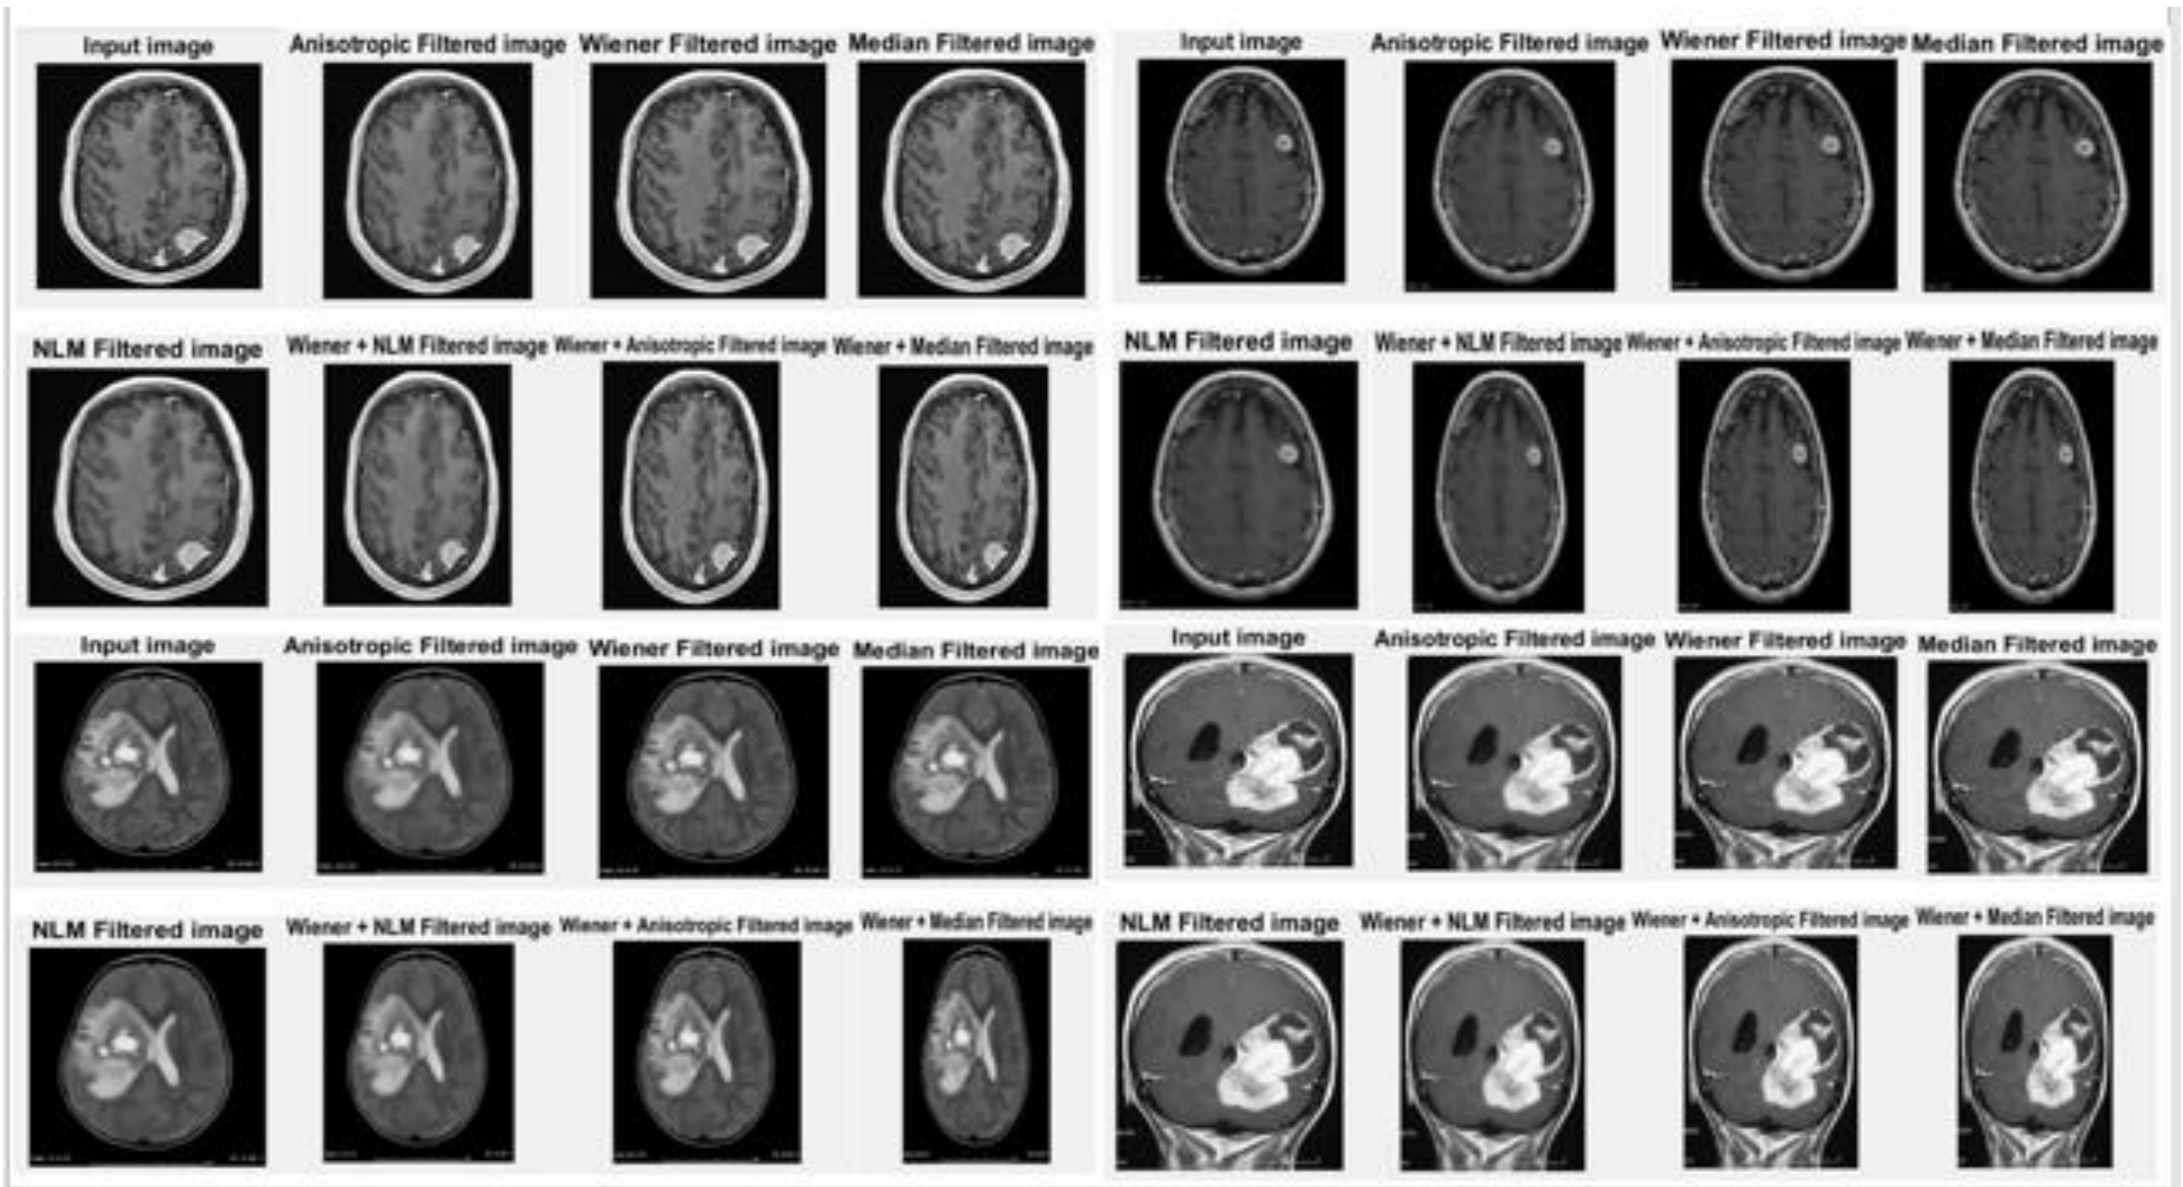 Input image
Anisotropic Filtered image
Wiener Filtered image
Median Filtered image
NLM Filtered image
Wiener + NLM Filtered image
Wiener + Anisotropic Filtered image
Wiener + Median Filtered image
Input image
Anisotropic Filtered image
Wiener Filtered image
Median Filtered image
NLM Filtered image
Wiener + NLM Filtered image
Wiener + Anisotropic Filtered image
Wiener + Median Filtered image
Input image
Anisotropic Filtered image
Wiener Filtered image
Median Filtered image
NLM Filtered image
Wiener + NLM Filtered image
Wiener + Anisotropic Filtered image
Wiener + Median Filtered image
Input image
Anisotropic Filtered image
Wiener Filtered image
Median Filtered image
NLM Filtered image
Wiener + NLM Filtered image
Wiener + Anisotropic Filtered image
Wiener + Median Filtered image